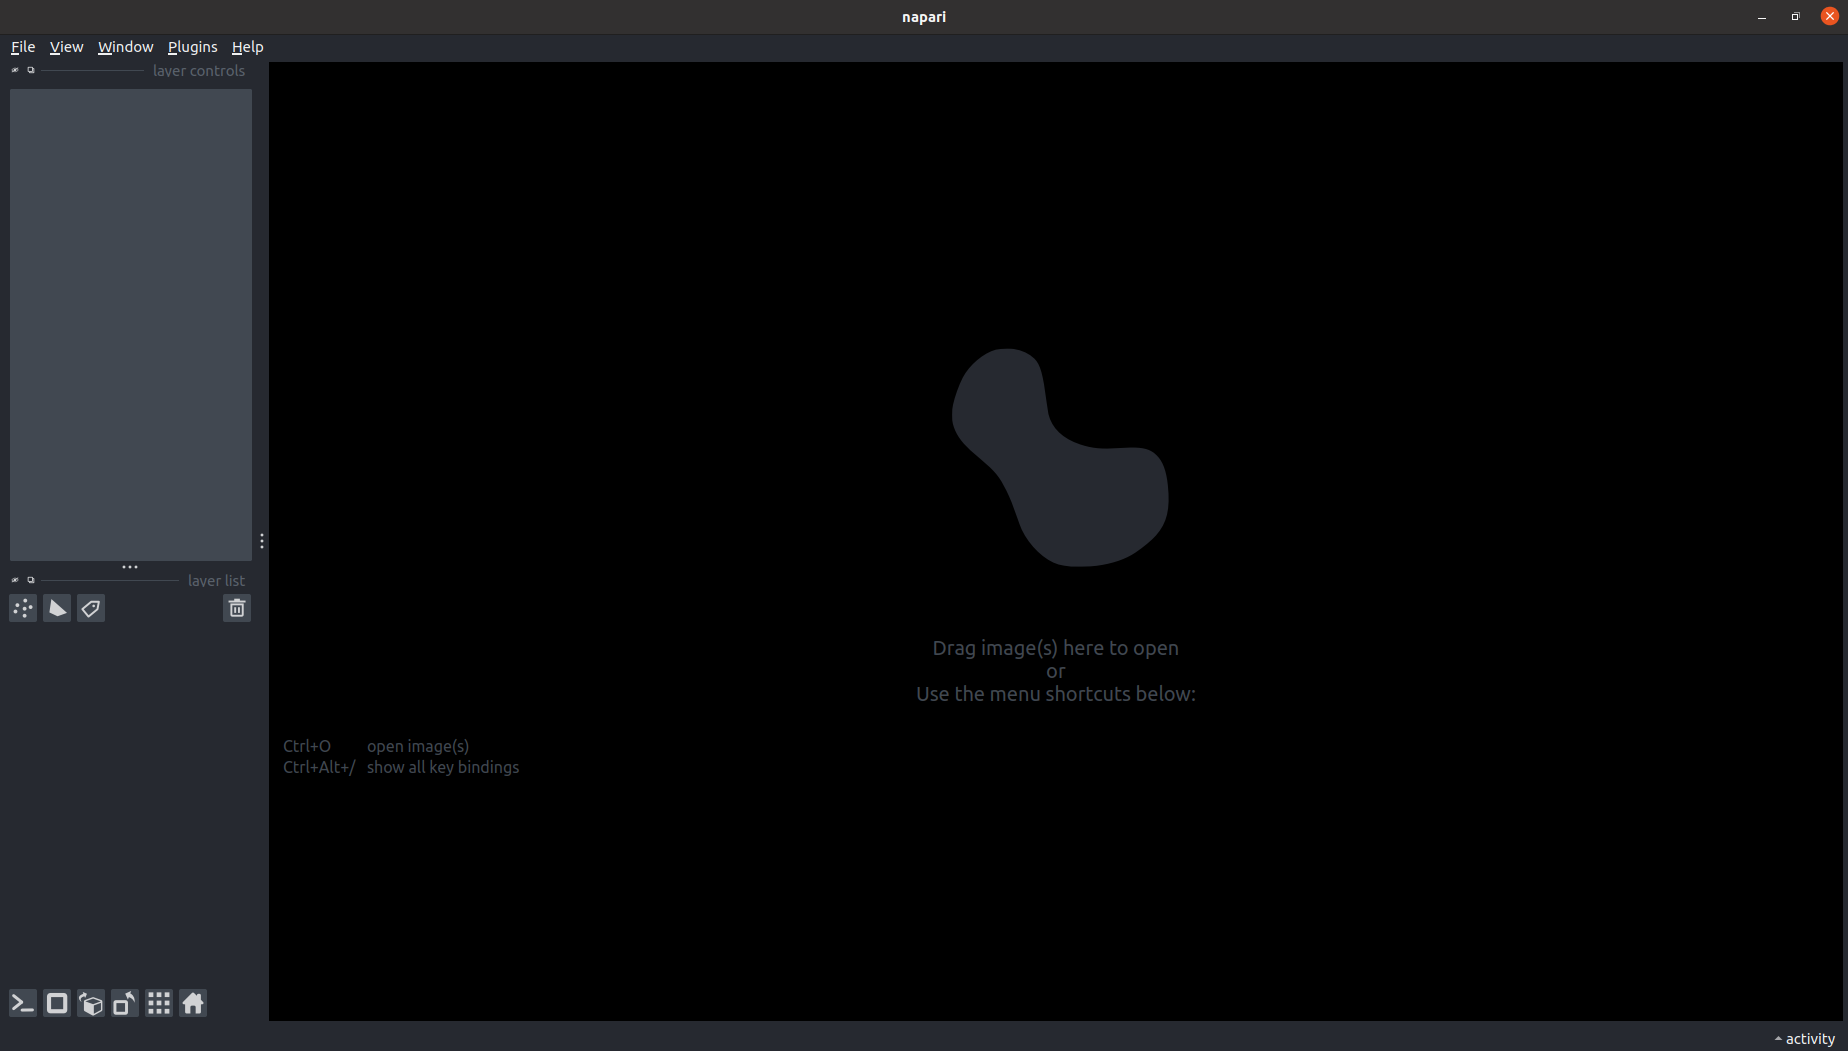 napari
File View Window Plugins Help
layer controls
layer list
Drag image(s) here to open
or
Use the menu shortcuts below:
Ctrl+O open image(s)
Ctrl+Alt+/ show all key bindings
activity